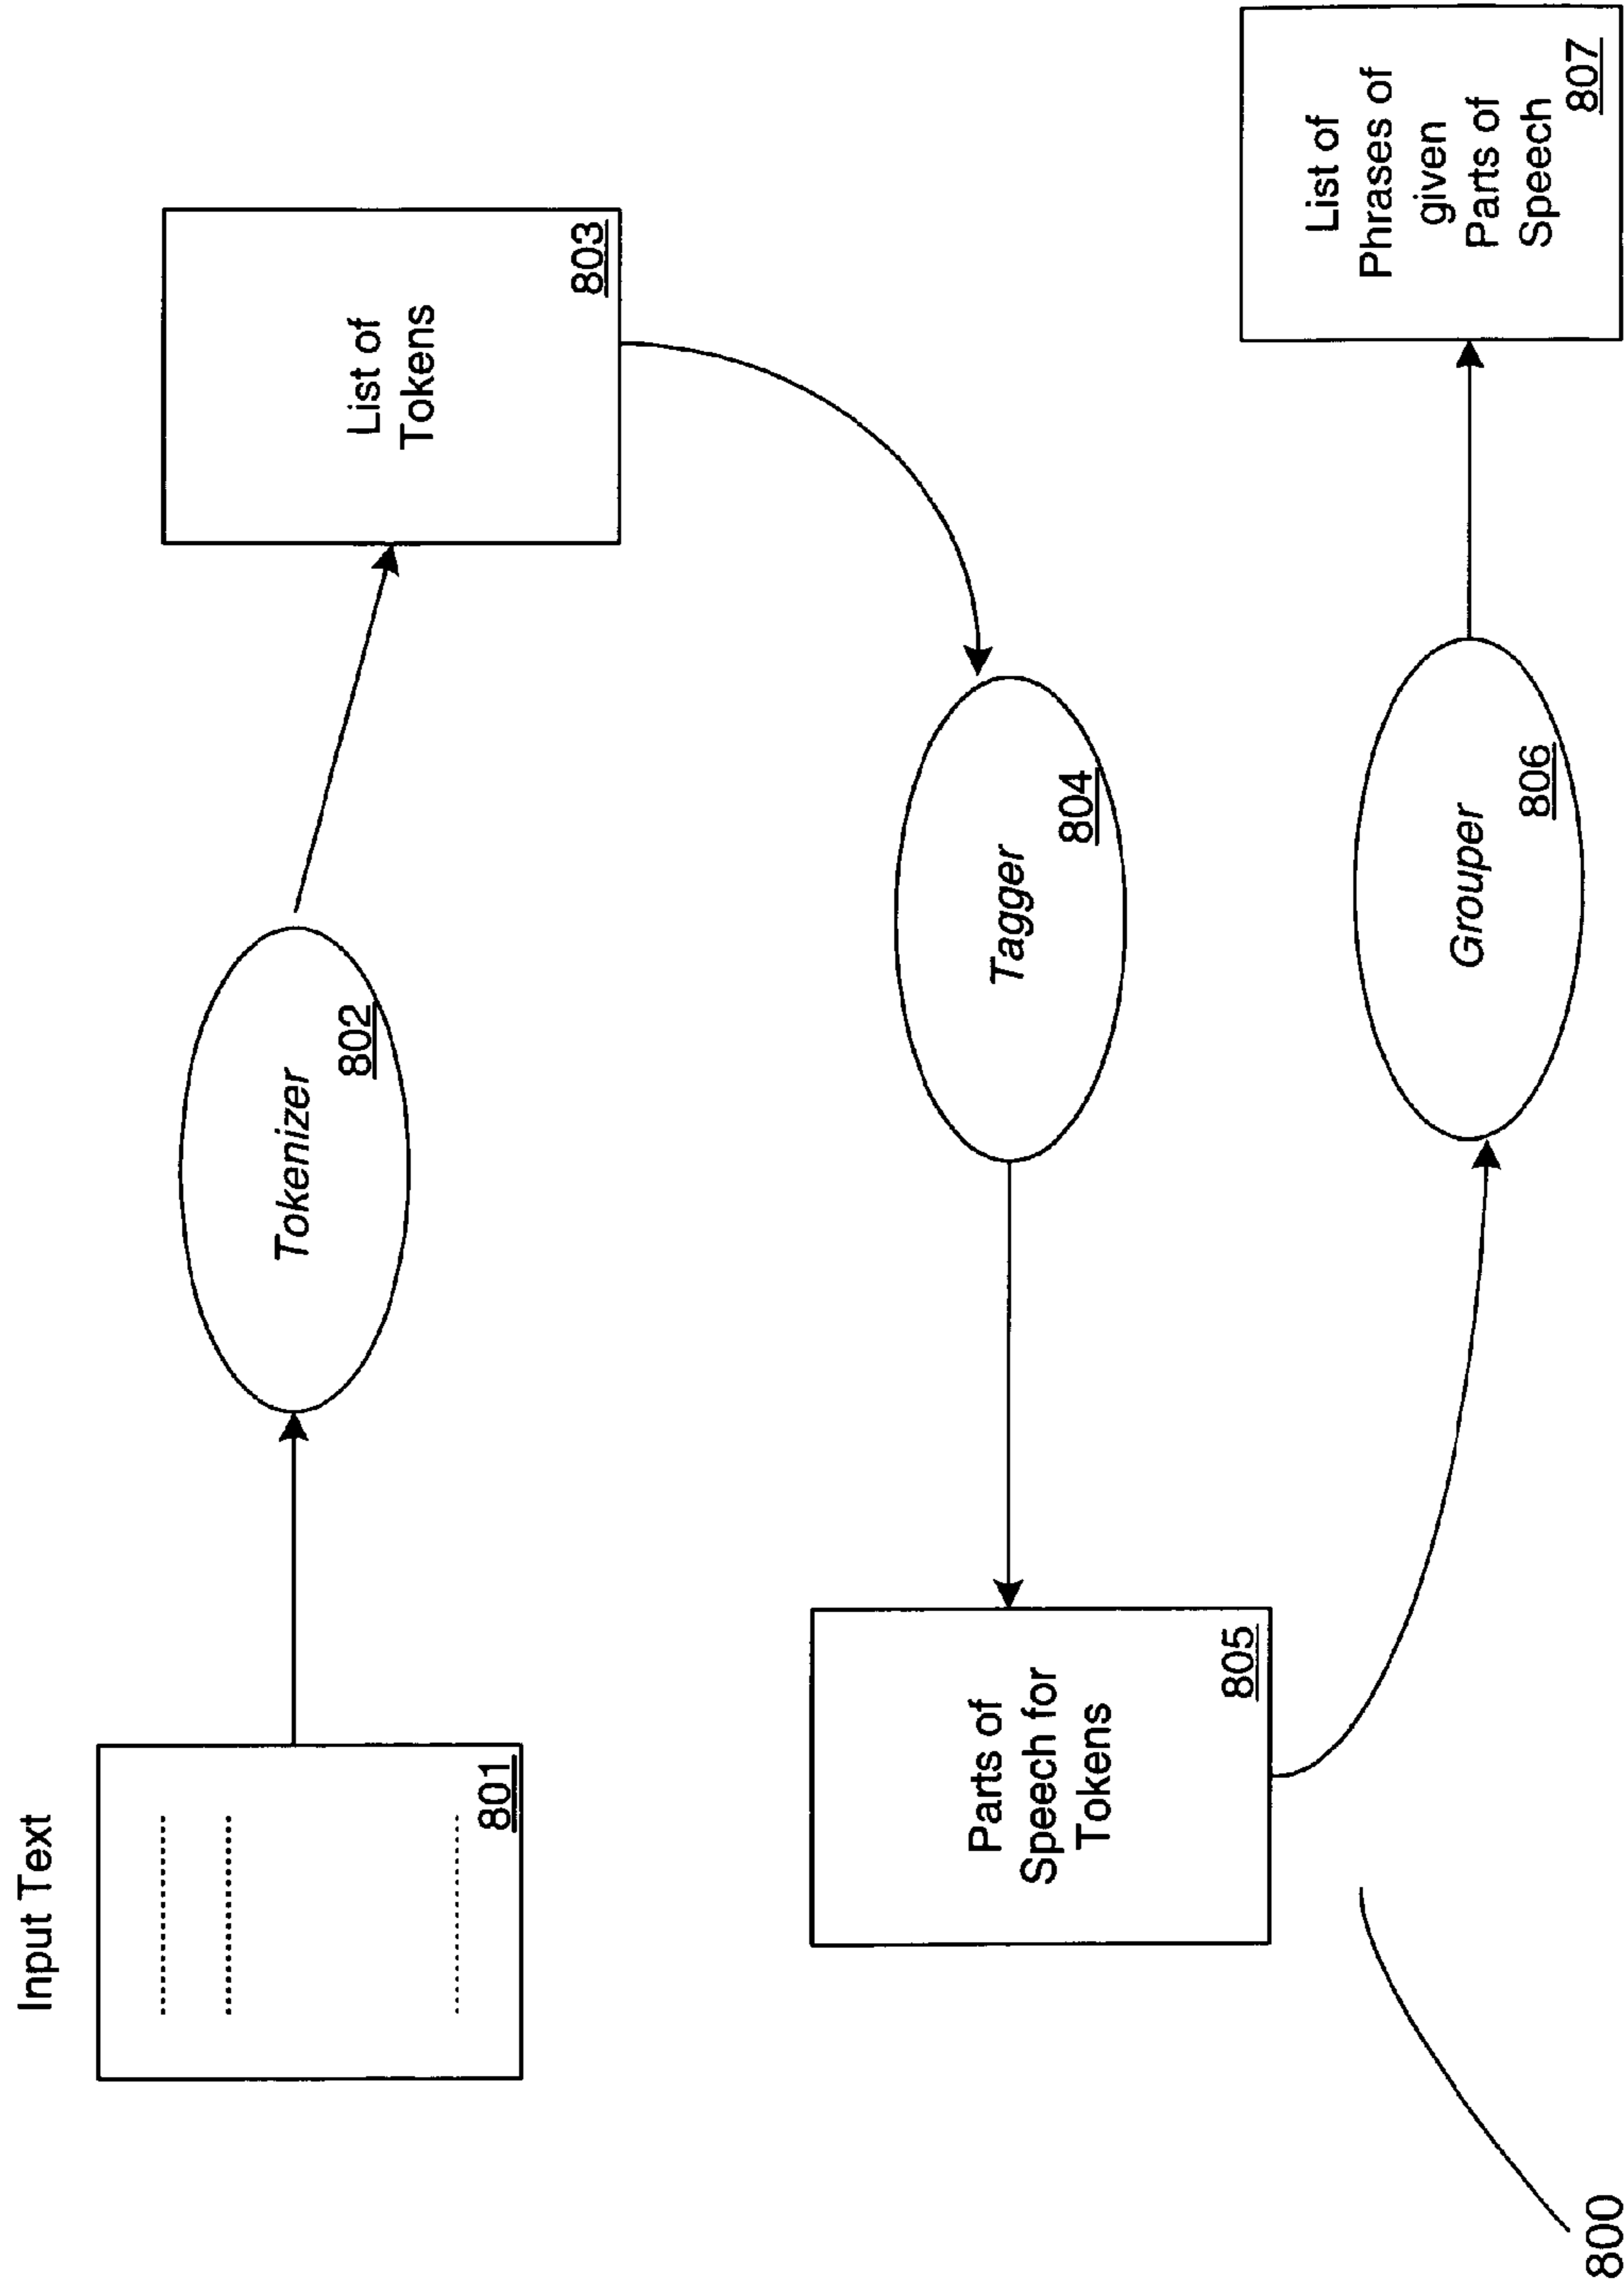 Input Text
801
Tokenizer
802
List of
Tokens
803
Tagger
804
Parts of
Speech for
Tokens
805
Grouper
806
List of
Phrases of
given
Parts of
Speech
807
800